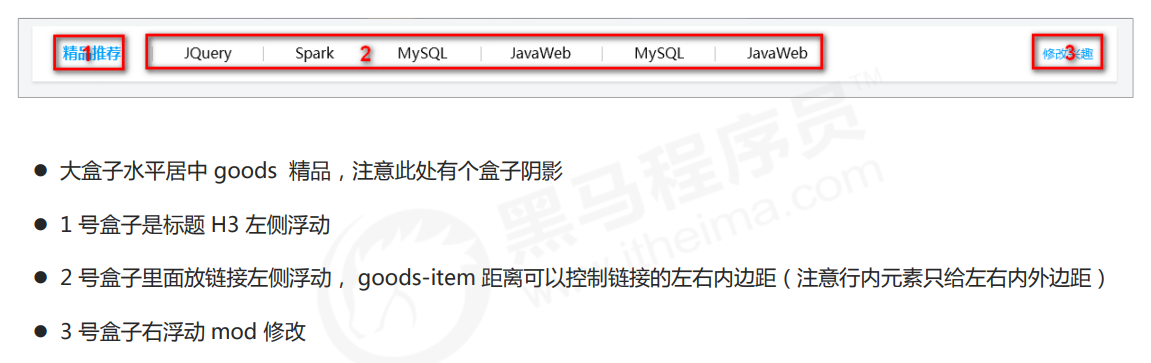 精品推荐 JQuery Spark MySQL JavaWeb MySQL JavaWeb 修改兴趣
1 2 3
● 大盒子水平居中 goods 精品，注意此处有个盒子阴影
● 1 号盒子是标题 H3 左侧浮动
● 2 号盒子里面放链接左侧浮动， goods-item 距离可以控制链接的左右内边距（注意行内元素只给左右内外边距）
● 3 号盒子右浮动 mod 修改
黑马程序员™
www.itheima.com